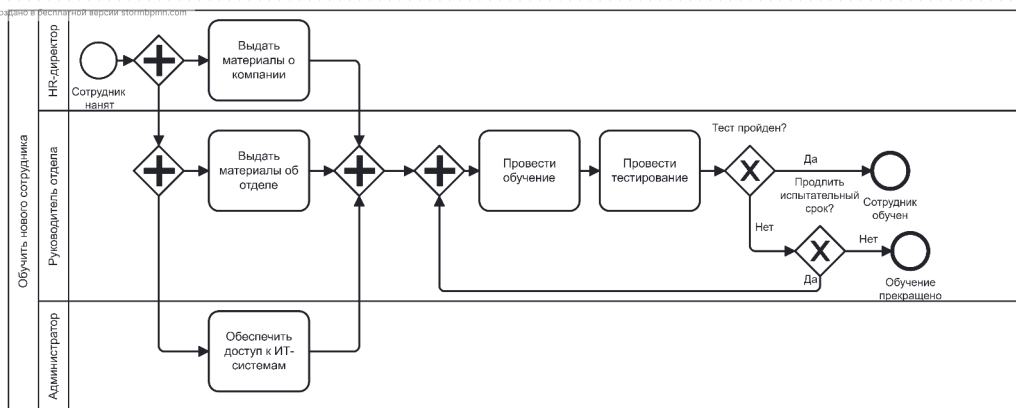 оздано в бесплатной версии stormbpmn.com
Обучить нового сотрудника
HR-директор
Сотрудник
нанят
Выдать
материалы о
компании
Руководитель отдела
Выдать
материалы об
отделе
Провести
обучение
Провести
тестирование
Тест пройден?
Да
Сотрудник
обучен
Нет
Продлить
испытательный
срок?
Нет
Обучение
прекращено
Да
Администратор
Обеспечить
доступ к ИТ-
системам